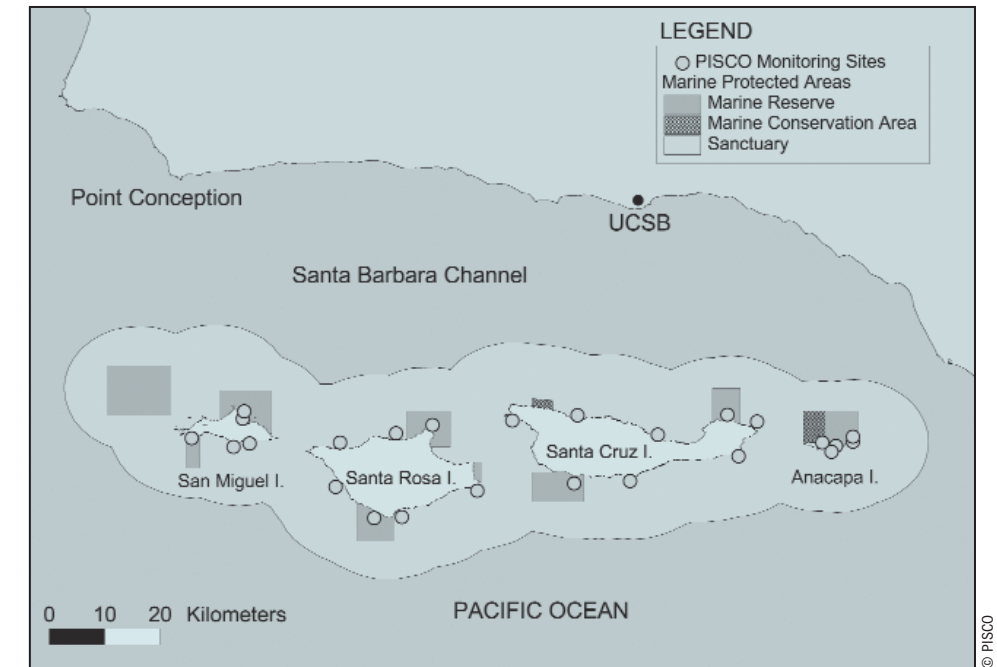 LEGEND
PISCO Monitoring Sites
Marine Protected Areas
Marine Reserve
Marine Conservation Area
Sanctuary
Point Conception
UCSB
Santa Barbara Channel
San Miguel I.
Santa Rosa I.
Santa Cruz I.
Anacapa I.
0 10 20 Kilometers
PACIFIC OCEAN
© PISCO